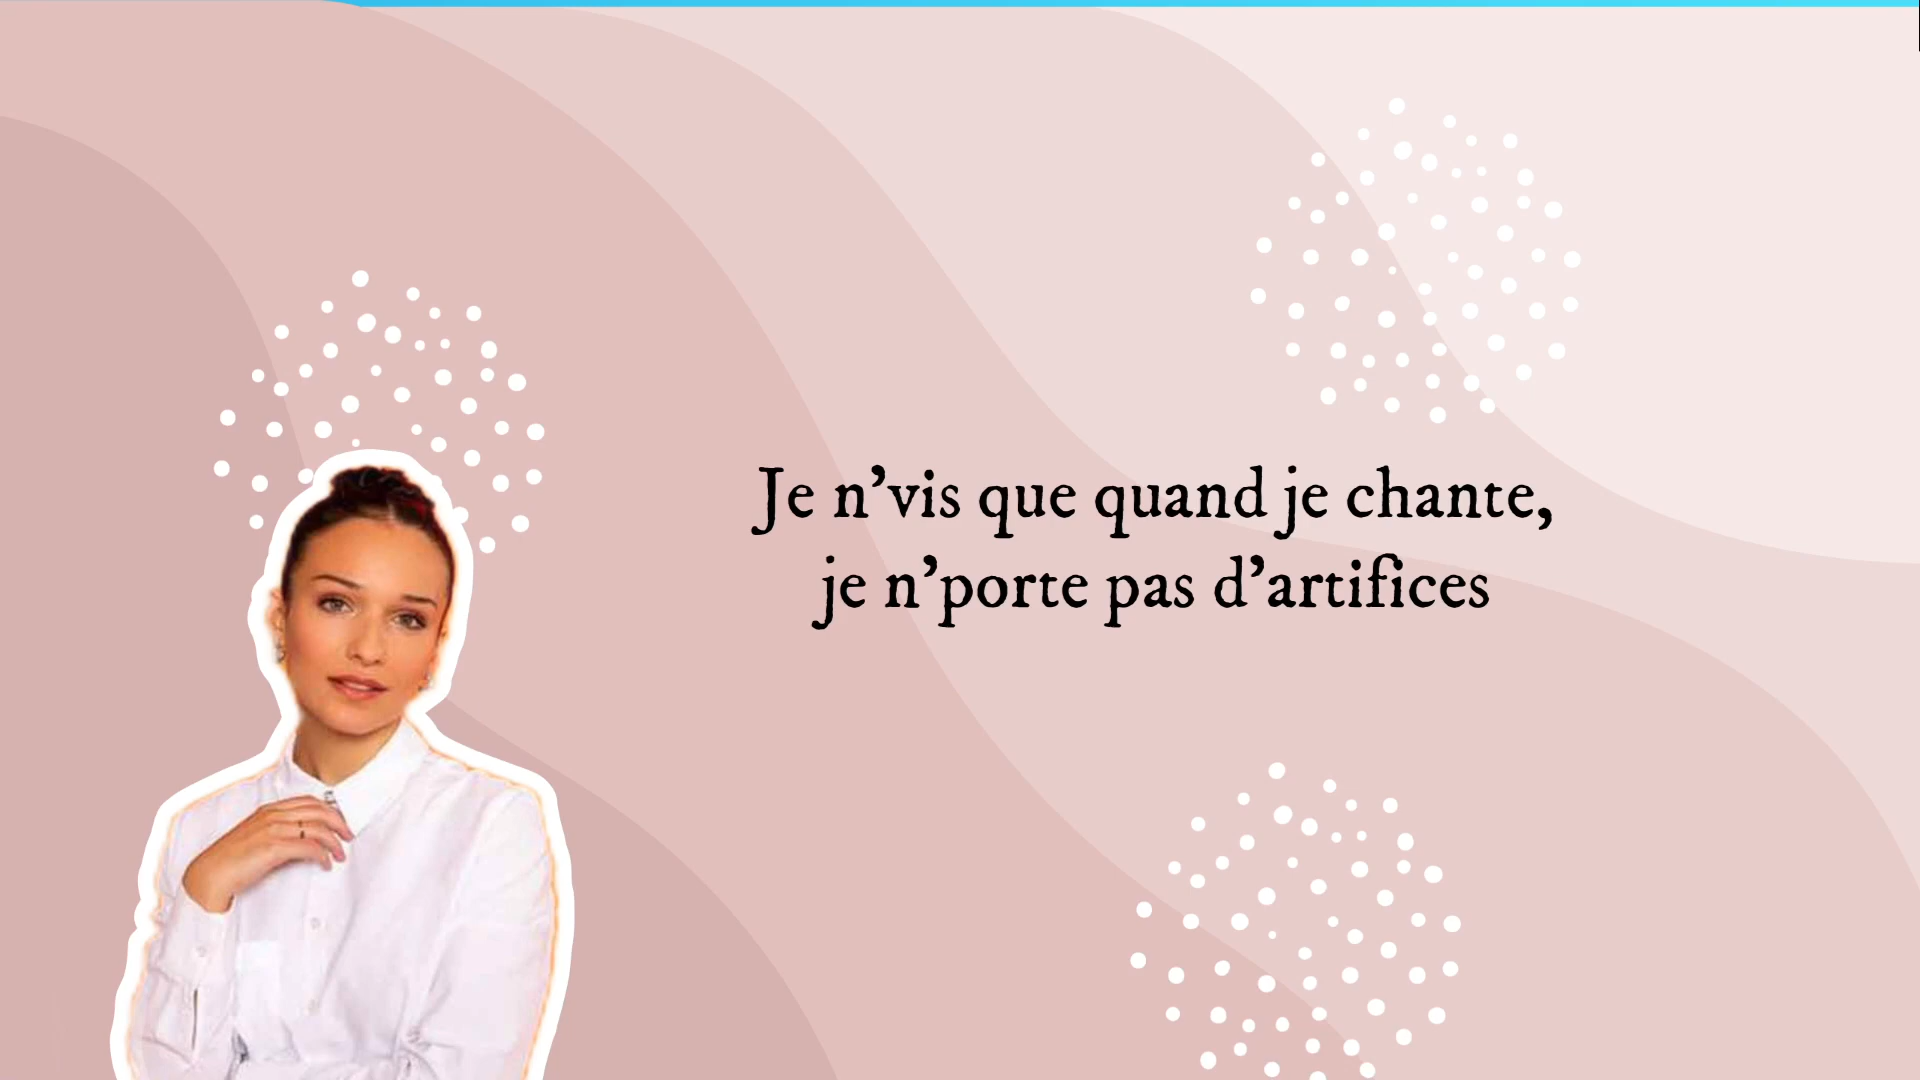 Je n’vis que quand je chante,
je n’porte pas d’artifices